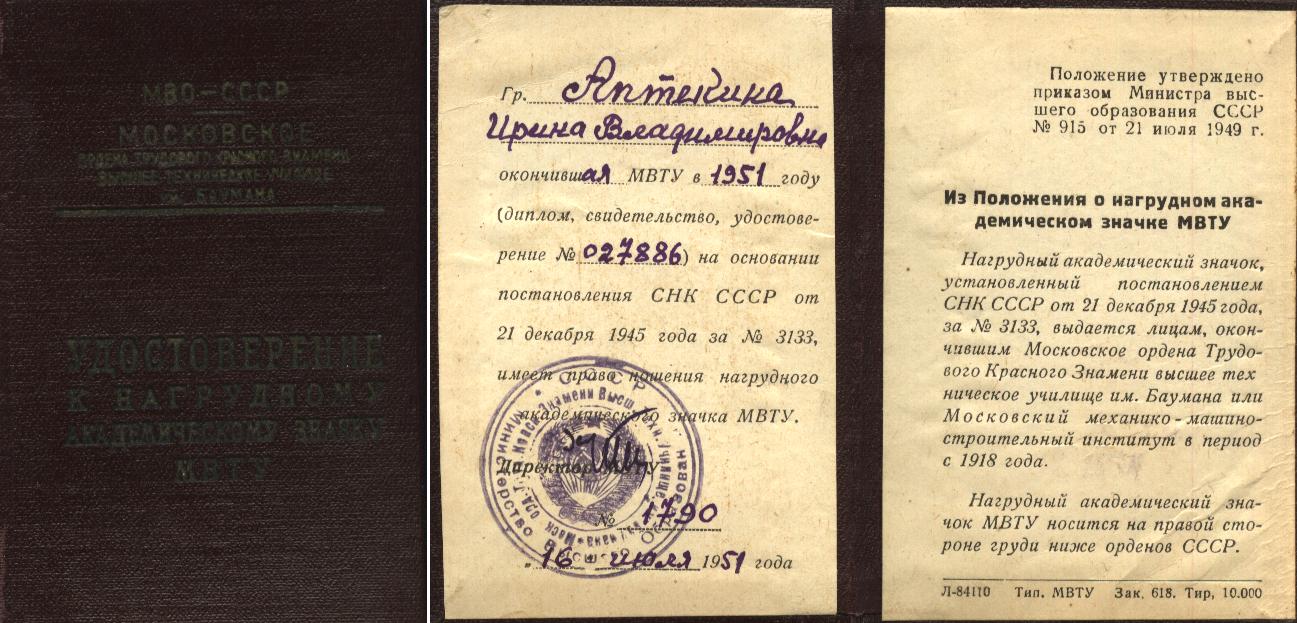 МВО—СССР
МОСКОВСКОЕ
ОРДЕНА ТРУДОВОГО КРАСНОГО ЗНАМЕНИ
ВЫСШЕЕ ТЕХНИЧЕСКОЕ УЧИЛИЩЕ
им. БАУМАНА
УДОСТОВЕРЕНИЕ
К НАГРУДНОМУ
АКАДЕМИЧЕСКОМУ ЗНАЧКУ
МВТУ
Гр. Аптекина
Ирина Владимировна
окончившая МВТУ в 1951 году
(диплом, свидетельство, удостове-
рение № 027886) на основании
постановления СНК СССР от
21 декабря 1945 года за № 3133,
имеет право ношения нагрудного
академического значка МВТУ.
Директор МВТУ
№ 1790
„16 июля 1951 года
Положение утверждено
приказом Министра выс-
шего образования СССР
№ 915 от 21 июля 1949 г.
Из Положения о нагрудном ака-
демическом значке МВТУ
Нагрудный академический значок,
установленный постановлением
СНК СССР от 21 декабря 1945 года,
за № 3133, выдается лицам, окон-
чившим Московское ордена Трудо-
вого Красного Знамени высшее тех
ническое училище им. Баумана или
Московский механико-машино-
строительный институт в период
с 1918 года.
Нагрудный академический зна-
чок МВТУ носится на правой сто-
роне груди ниже орденов СССР.
Л-84110 Тип. МВТУ Зак. 618. Тир, 10.000